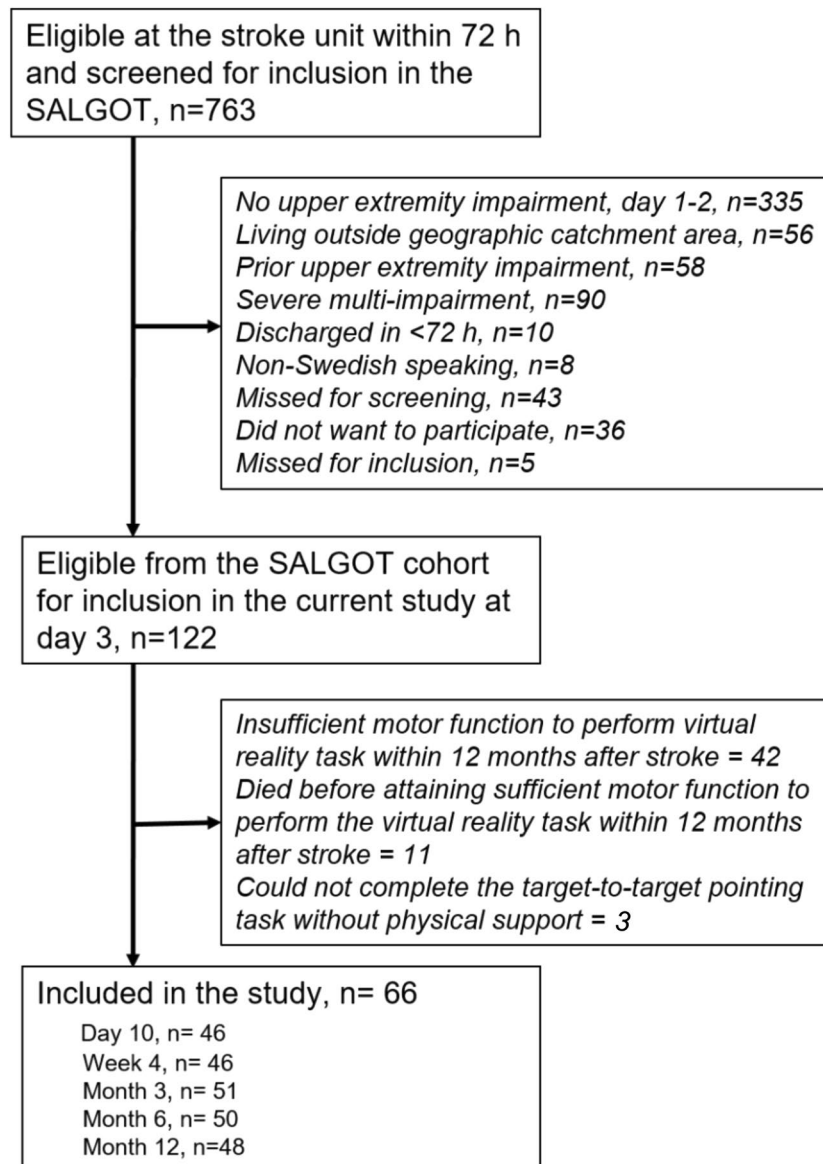 Eligible at the stroke unit within 72 h
and screened for inclusion in the
SALGOT, n=763
No upper extremity impairment, day 1-2, n=335
Living outside geographic catchment area, n=56
Prior upper extremity impairment, n=58
Severe multi-impairment, n=90
Discharged in <72 h, n=10
Non-Swedish speaking, n=8
Missed for screening, n=43
Did not want to participate, n=36
Missed for inclusion, n=5
Eligible from the SALGOT cohort
for inclusion in the current study at
day 3, n=122
Insufficient motor function to perform virtual
reality task within 12 months after stroke = 42
Died before attaining sufficient motor function to
perform the virtual reality task within 12 months
after stroke = 11
Could not complete the target-to-target pointing
task without physical support = 3
Included in the study, n= 66
Day 10, n= 46
Week 4, n= 46
Month 3, n= 51
Month 6, n= 50
Month 12, n=48